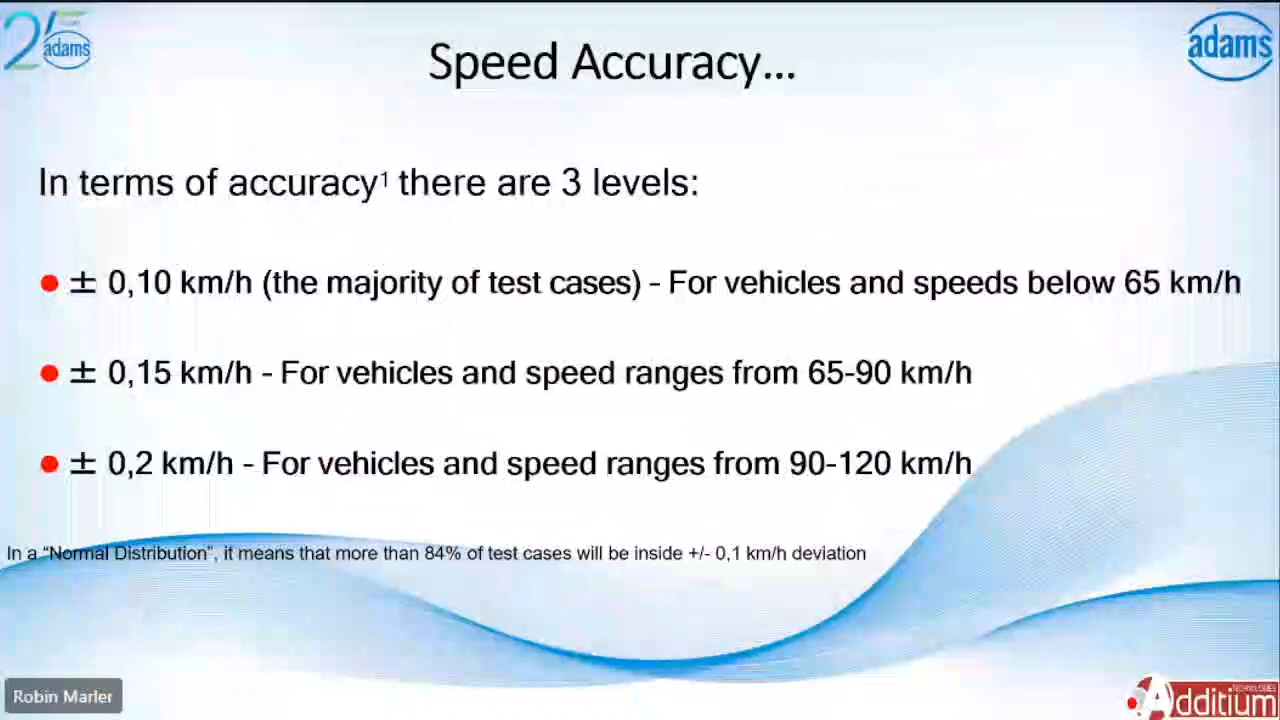 25
adams
adams
Speed Accuracy...
In terms of accuracy¹ there are 3 levels:
± 0,10 km/h (the majority of test cases) - For vehicles and speeds below 65 km/h
± 0,15 km/h - For vehicles and speed ranges from 65-90 km/h
± 0,2 km/h - For vehicles and speed ranges from 90-120 km/h
In a “Normal Distribution”, it means that more than 84% of test cases will be inside +/- 0,1 km/h deviation
Robin Marler
TECHNOLOGIES
Additium